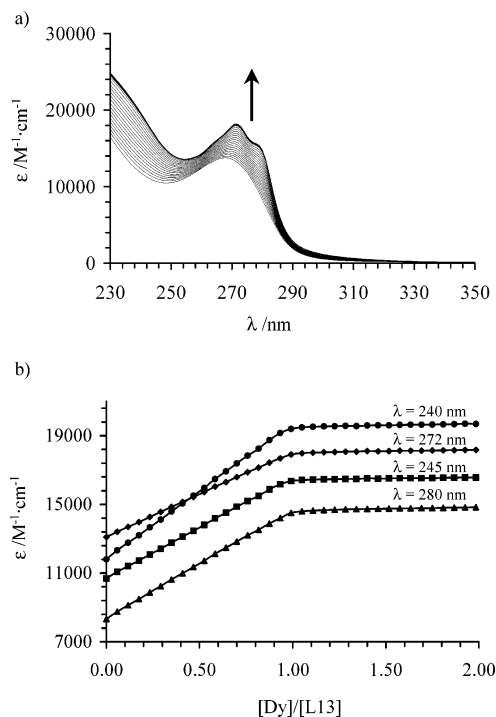 a)
30000
20000
10000
0
ε /M⁻¹·cm⁻¹
230 250 270 290 310 330 350
λ /nm
b)
19000
15000
11000
7000
ε /M⁻¹·cm⁻¹
λ = 240 nm
λ = 272 nm
λ = 245 nm
λ = 280 nm
0.00 0.50 1.00 1.50 2.00
[Dy]/[L13]